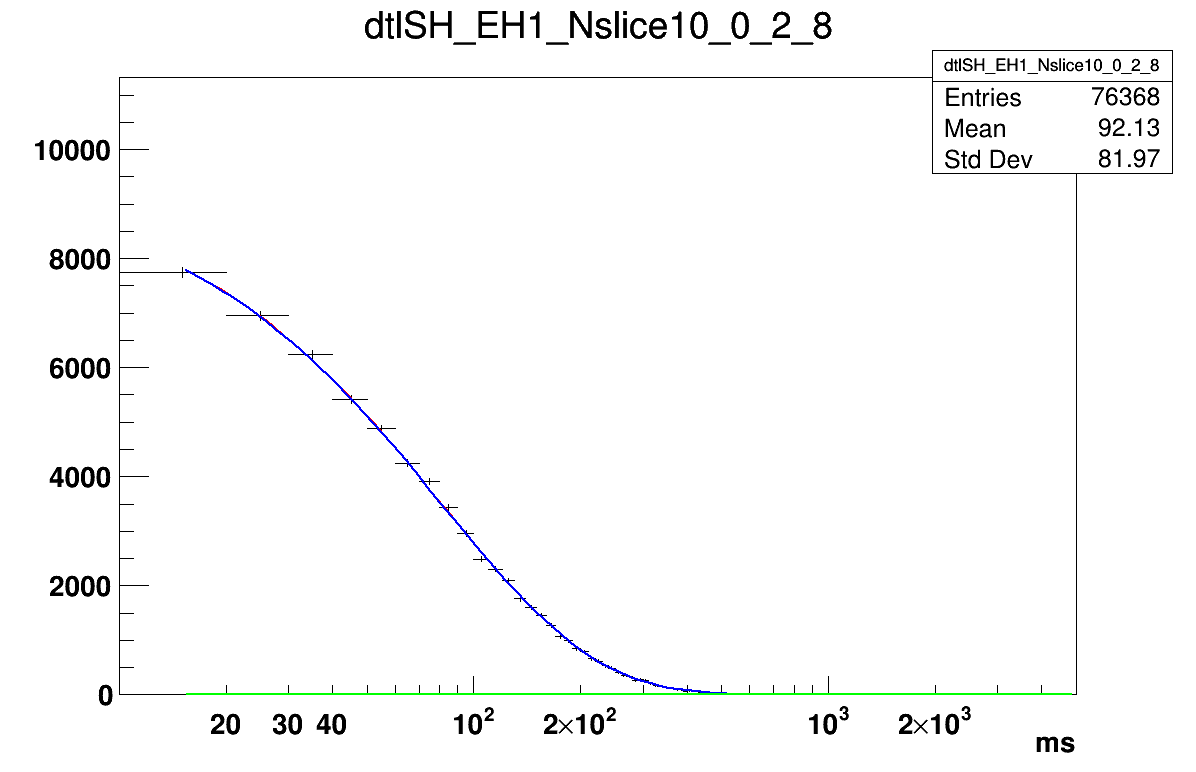 dtlSH_EH1_Nslice10_0_2_8
dtlSH_EH1_Nslice10_0_2_8
Entries 76368
Mean 92.13
Std Dev 81.97
10000
8000
6000
4000
2000
0
20 30 40 10² 2×10² 10³ 2×10³
ms